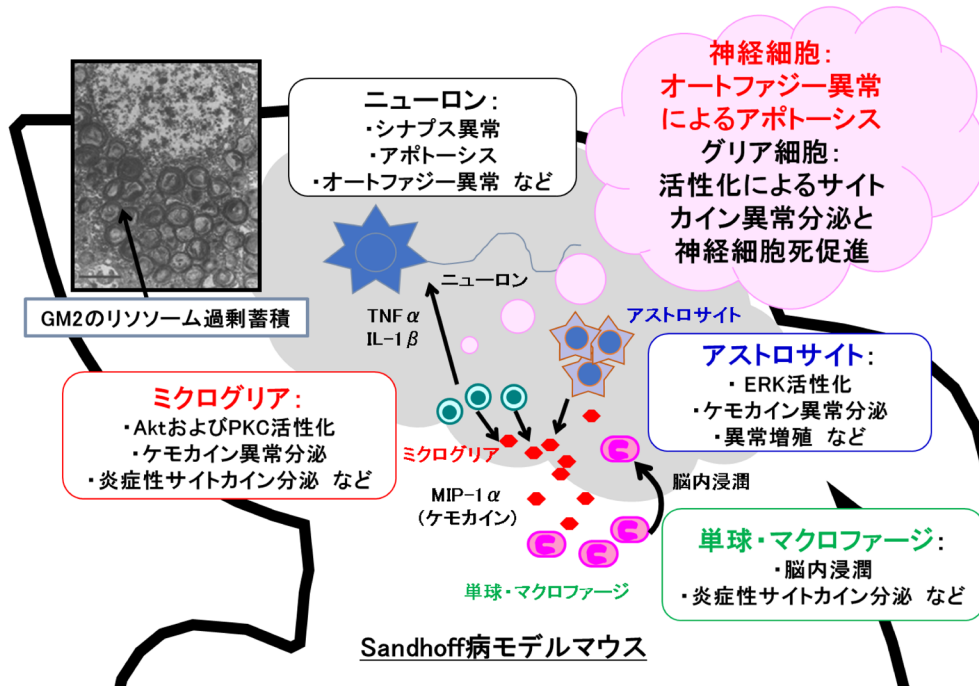 神経細胞:
オートファジー異常
によるアポトーシス
グリア細胞:
活性化によるサイト
カイン異常分泌と
神経細胞死促進
ニューロン:
・シナプス異常
・アポトーシス
・オートファジー異常 など
ニューロン
GM2のリソソーム過剰蓄積
TNFα
IL-1β
アストロサイト
アストロサイト:
・ERK活性化
・ケモカイン異常分泌
・異常増殖 など
ミクログリア:
・AktおよびPKC活性化
・ケモカイン異常分泌
・炎症性サイトカイン分泌 など
ミクログリア
MIP-1α
(ケモカイン)
脳内浸潤
単球・マクロファージ:
・脳内浸潤
・炎症性サイトカイン分泌 など
単球・マクロファージ
Sandhoff病モデルマウス